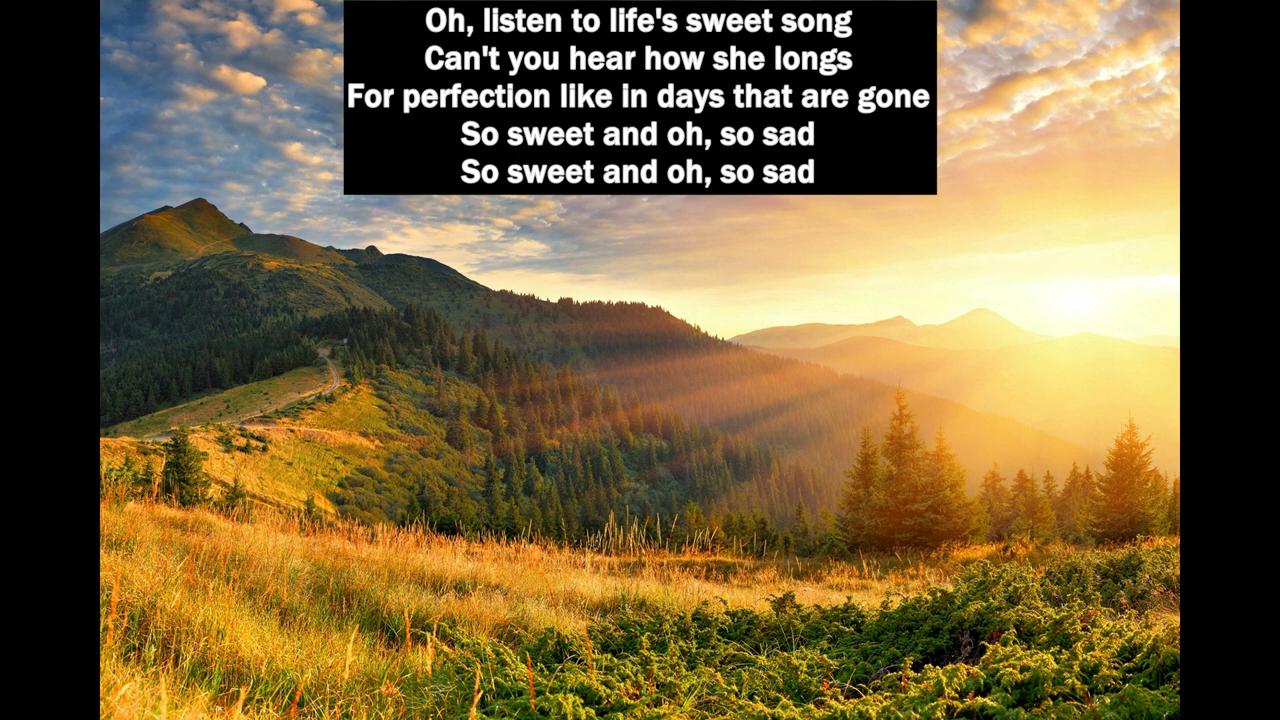 Oh, listen to life's sweet song
Can't you hear how she longs
For perfection like in days that are gone
So sweet and oh, so sad
So sweet and oh, so sad